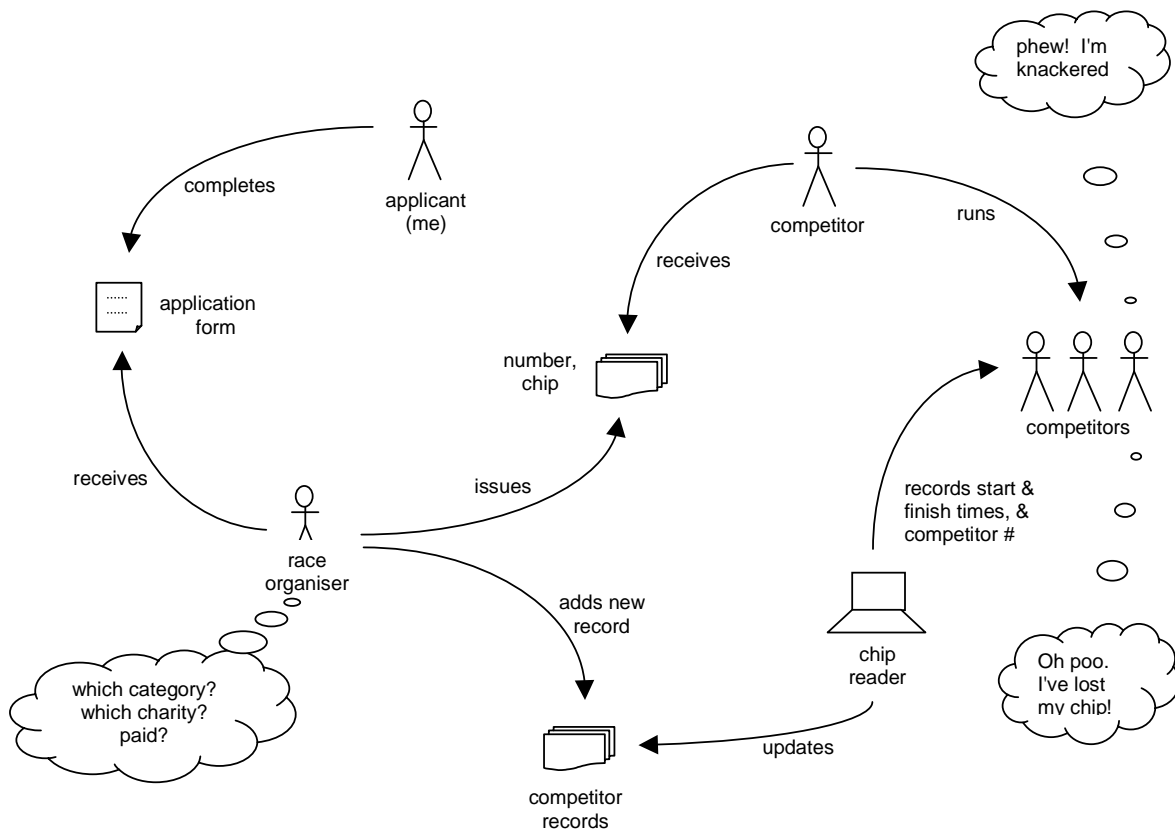 phew! I'm
knackered
completes
applicant
(me)
competitor
runs
receives
application
form
number,
chip
competitors
receives
issues
records start &
finish times, &
competitor #
race
organiser
adds new
record
chip
reader
which category?
which charity?
paid?
Oh poo.
I've lost
my chip!
updates
competitor
records